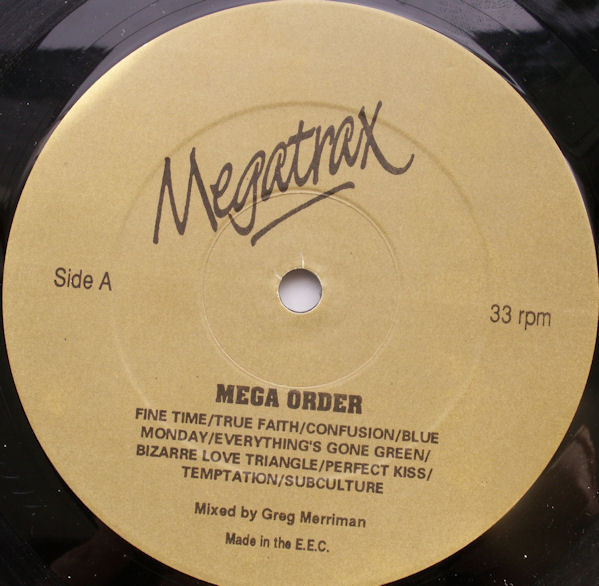 Megatrax
Side A
33 rpm
MEGA ORDER
FINE TIME/TRUE FAITH/CONFUSION/BLUE
MONDAY/EVERYTHING'S GONE GREEN/
BIZARRE LOVE TRIANGLE/PERFECT KISS/
TEMPTATION/SUBCULTURE
Mixed by Greg Merriman
Made in the E.E.C.